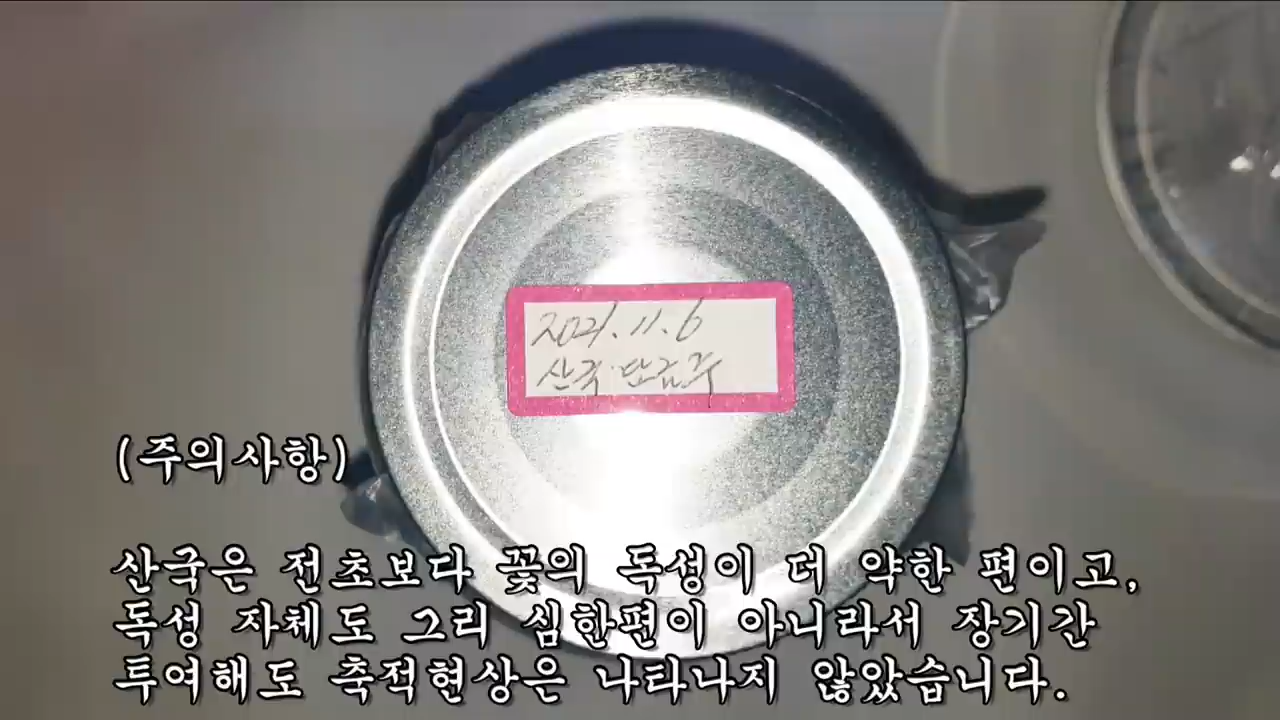 2021.11.6
산국 단금주
(주의사항)
산국은 전초보다 꽃의 독성이 더 약한 편이고,
독성 자체도 그리 심한편이 아니라서 장기간
투여해도 축적현상은 나타나지 않았습니다.